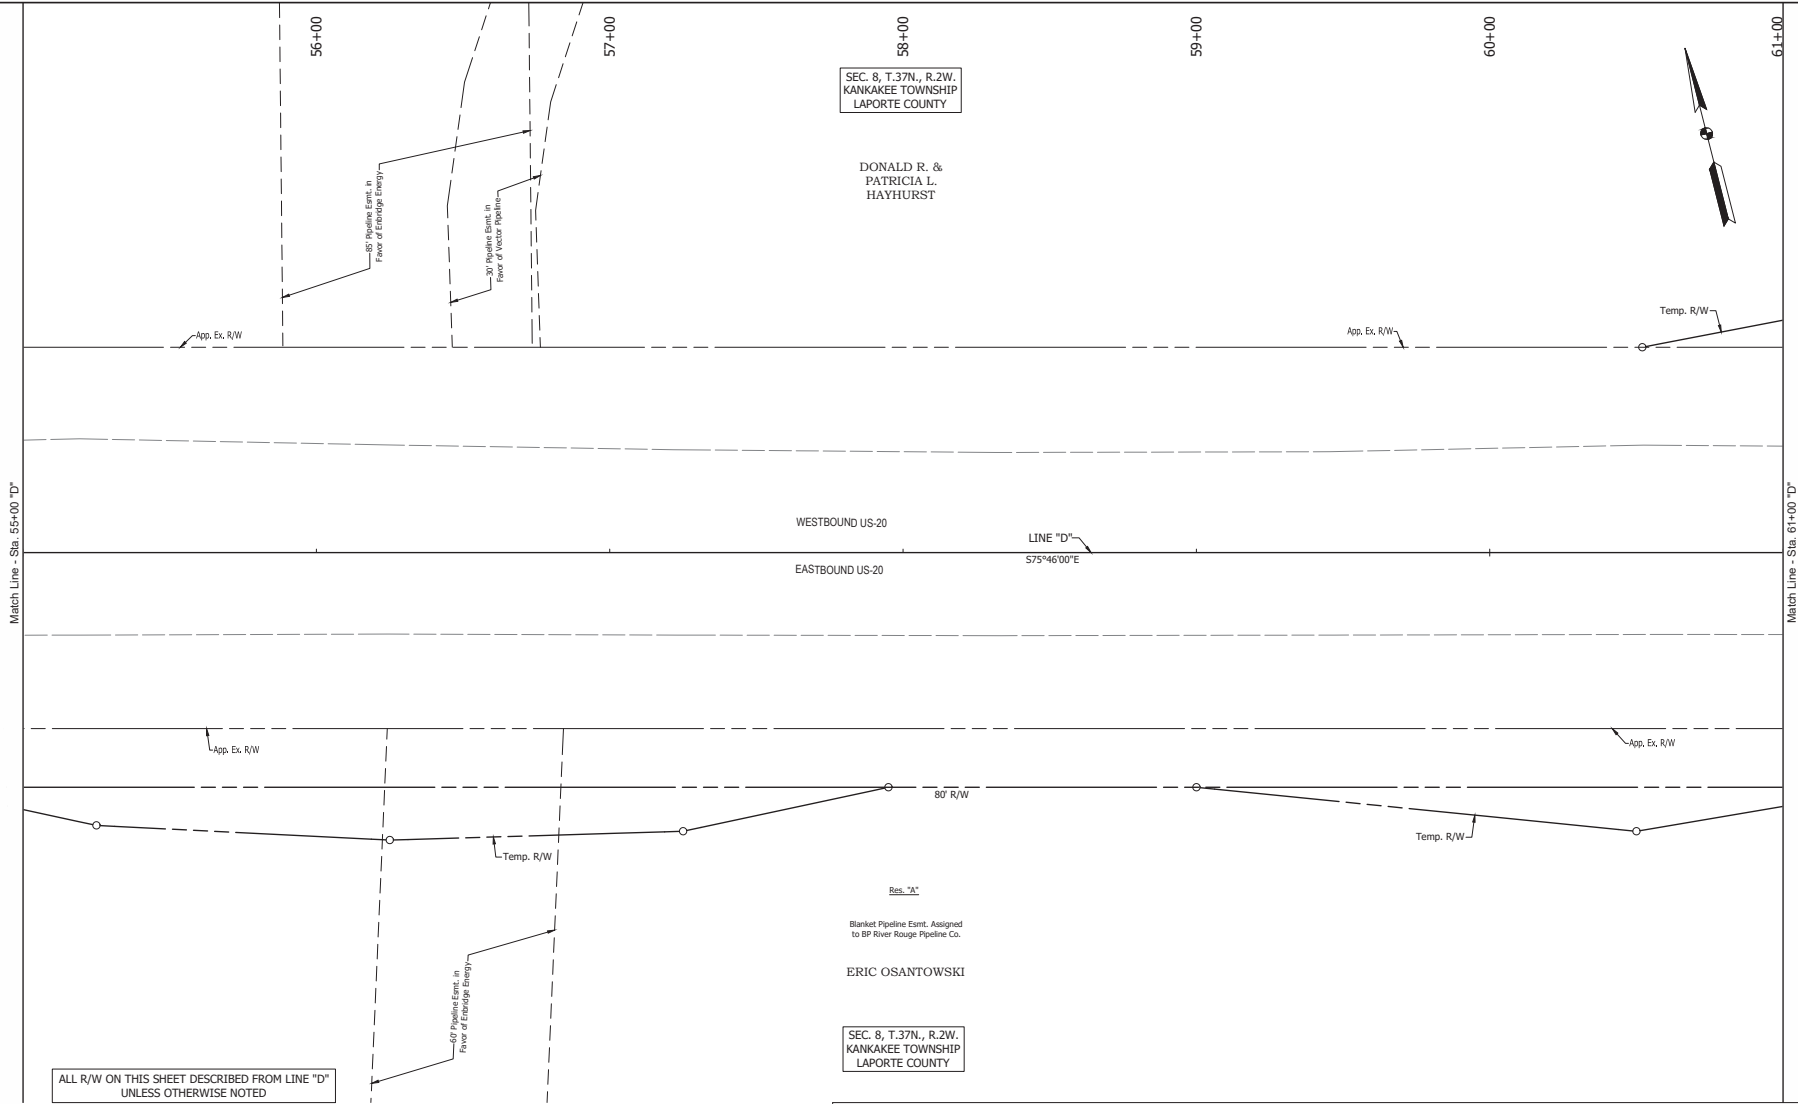 56+00
57+00
58+00
59+00
60+00
61+00
SEC. 8, T.37N., R.2W.
KANKAKEE TOWNSHIP
LAPORTE COUNTY
DONALD R. &
PATRICIA L.
HAYHURST
85' Pipeline Esmt. in
Favor of Enbridge Energy
30' Pipeline Esmt. in
Favor of Vector Pipeline
App. Ex. R/W
App. Ex. R/W
Temp. R/W
Match Line - Sta. 55+00 "D"
WESTBOUND US-20
LINE "D"
S75°46'00"E
EASTBOUND US-20
Match Line - Sta. 61+00 "D"
App. Ex. R/W
App. Ex. R/W
80' R/W
Temp. R/W
Temp. R/W
Res. "A"
Blanket Pipeline Esmt. Assigned
to BP River Rouge Pipeline Co.
ERIC OSANTOWSKI
60' Pipeline Esmt. in
Favor of Enbridge Energy
SEC. 8, T.37N., R.2W.
KANKAKEE TOWNSHIP
LAPORTE COUNTY
ALL R/W ON THIS SHEET DESCRIBED FROM LINE "D"
UNLESS OTHERWISE NOTED